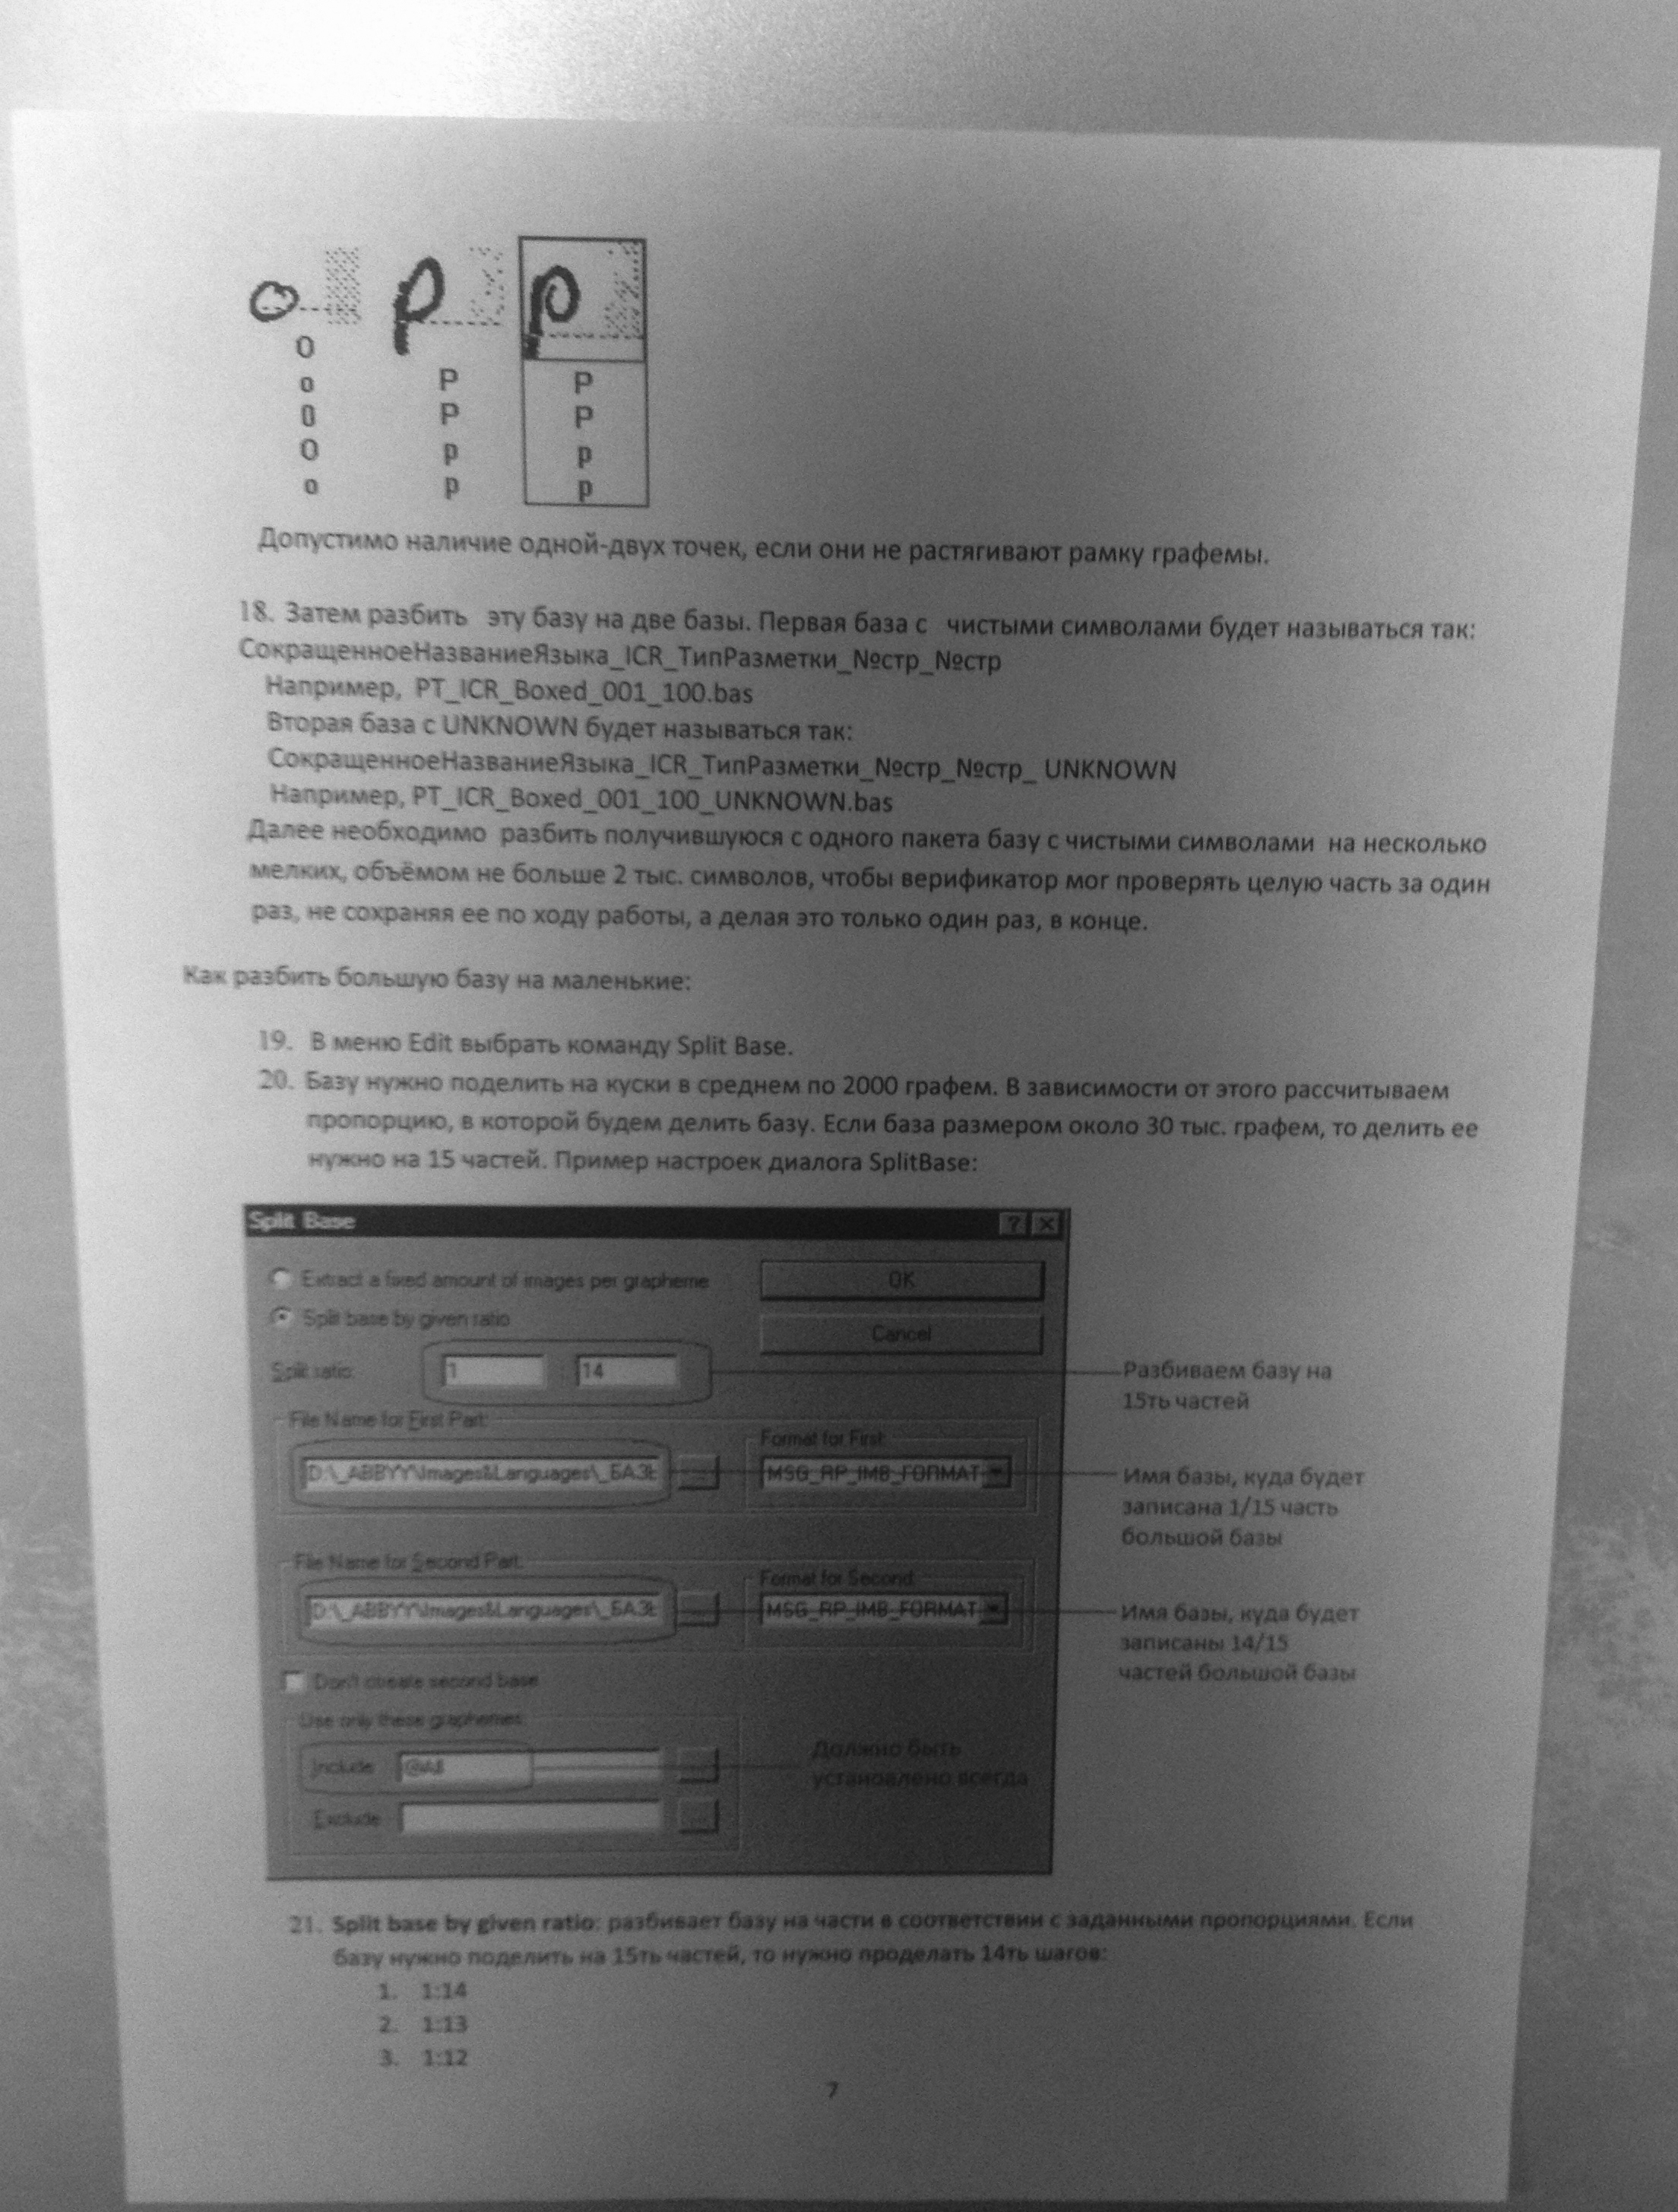 o p p
O
o P P
0 P P
O p p
o p p
Допустимо наличие одной-двух точек, если они не растягивают рамку графемы.
18. Затем разбить эту базу на две базы. Первая база с чистыми символами будет называться так:
СокращенноеНазваниеЯзыка_ICR_ТипРазметки_№стр_№стр
Например, PT_ICR_Boxed_001_100.bas
Вторая база с UNKNOWN будет называться так:
СокращенноеНазваниеЯзыка_ICR_ТипРазметки_№стр_№стр_ UNKNOWN
Например, PT_ICR_Boxed_001_100_UNKNOWN.bas
Далее необходимо разбить получившуюся с одного пакета базу с чистыми символами на несколько
мелких, объёмом не больше 2 тыс. символов, чтобы верификатор мог проверять целую часть за один
раз, не сохраняя ее по ходу работы, а делая это только один раз, в конце.
Как разбить большую базу на маленькие:
19. В меню Edit выбрать команду Split Base.
20. Базу нужно поделить на куски в среднем по 2000 графем. В зависимости от этого рассчитываем
пропорцию, в которой будем делить базу. Если база размером около 30 тыс. графем, то делить ее
нужно на 15 частей. Пример настроек диалога SplitBase:
Split Base
Extract a fixed amount of images per grapheme
OK
Split base by given ratio
Cancel
Split ratio: 1 14
Разбиваем базу на
15ть частей
File Name for First Part:
Format for First:
D:\_ABBYY\Images&Languages\_БАЗЫ ... MSG_RP_IMB_FORMAT
Имя базы, куда будет
записана 1/15 часть
большой базы
File Name for Second Part:
Format for Second:
D:\_ABBYY\Images&Languages\_БАЗЫ ... MSG_RP_IMB_FORMAT
Имя базы, куда будет
записаны 14/15
частей большой базы
Don't create second base
Use only these graphemes
Include @All ...
Должно быть
установлено всегда
Exclude ...
21. Split base by given ratio: разбивает базу на части в соответствии с заданными пропорциями. Если
базу нужно поделить на 15ть частей, то нужно проделать 14ть шагов:
1. 1:14
2. 1:13
3. 1:12
7